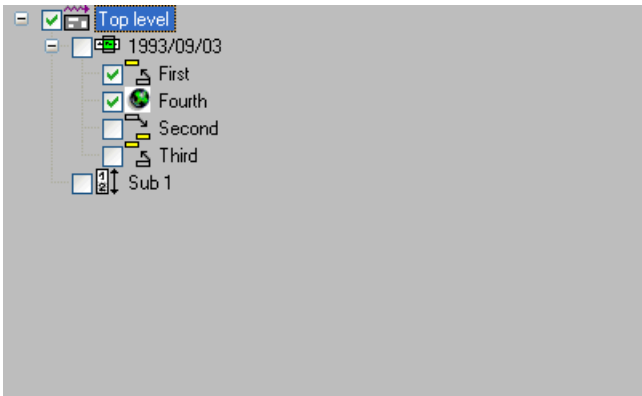 Top level
1993/09/03
First
Fourth
Second
Third
Sub 1